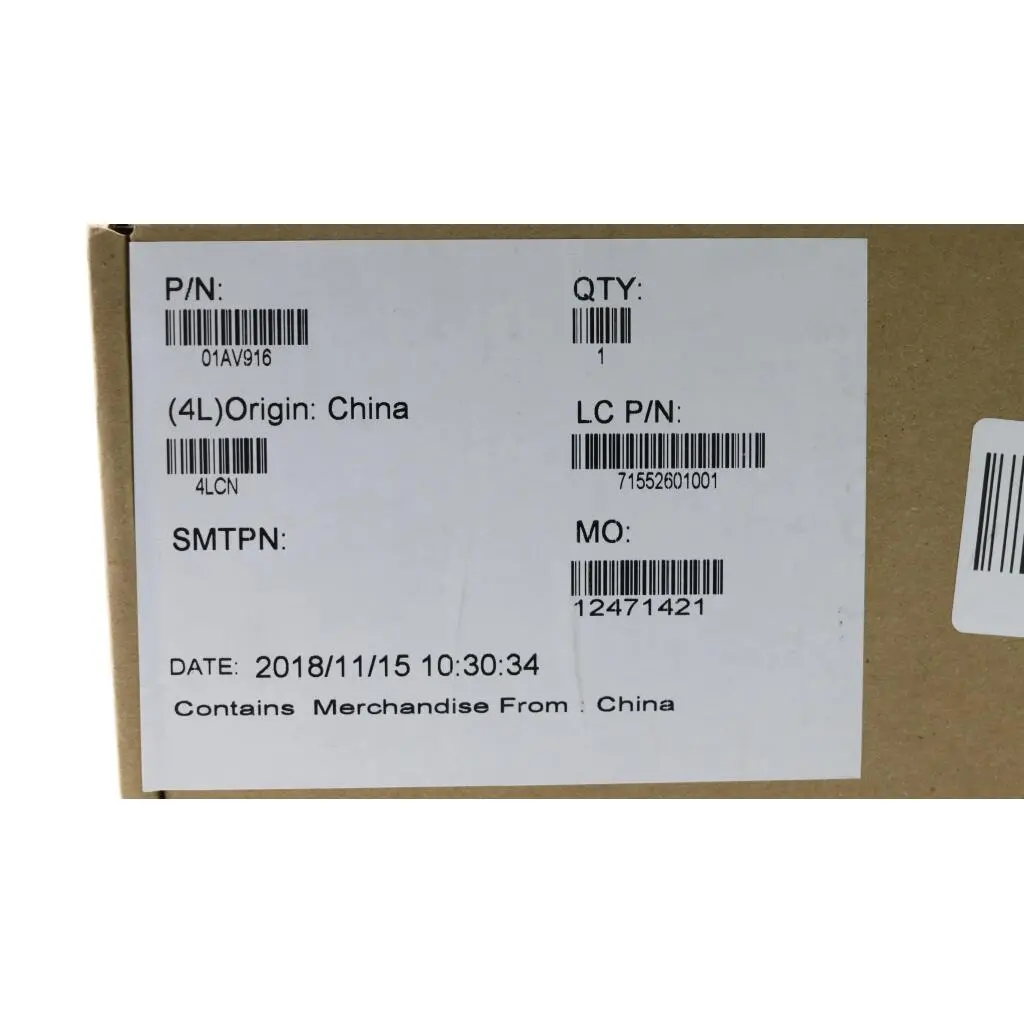 P/N:
01AV916
QTY:
1
(4L)Origin: China
4LCN
LC P/N:
71552601001
SMTPN:
MO:
12471421
DATE: 2018/11/15 10:30:34
Contains Merchandise From : China